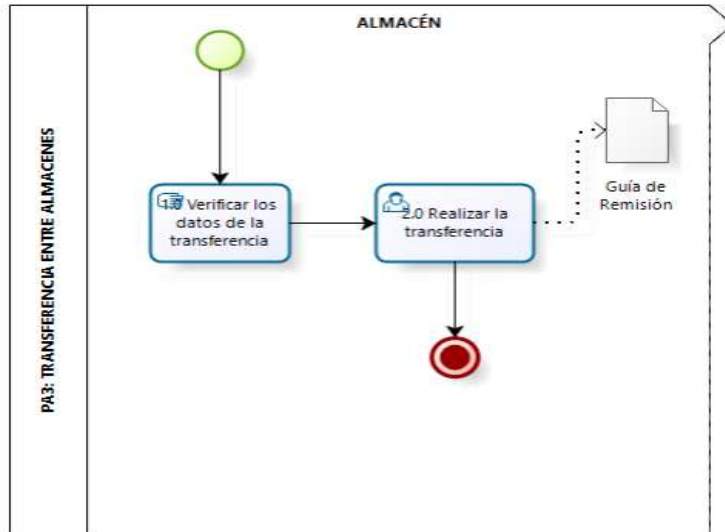 ALMACÉN
PA3: TRANSFERENCIA ENTRE ALMACENES
1.0 Verificar los
datos de la
transferencia
2.0 Realizar la
transferencia
Guía de
Remisión